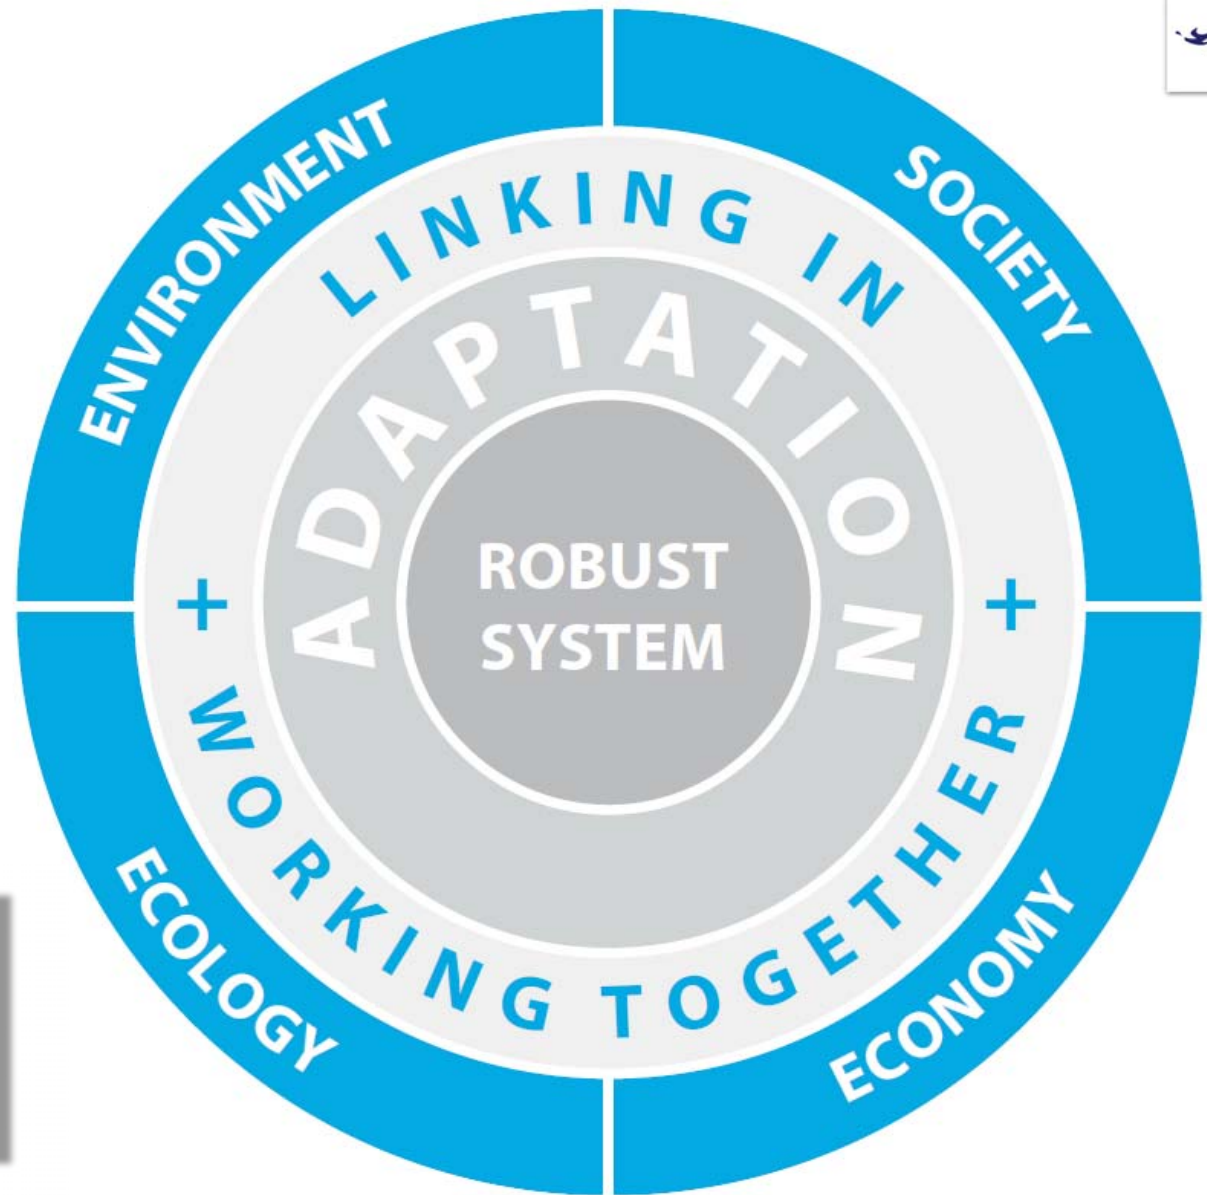 ENVIRONMENT
SOCIETY
LINKING IN
ADAPTATION
ROBUST
SYSTEM
+ +
WORKING TOGETHER
ECOLOGY
ECONOMY